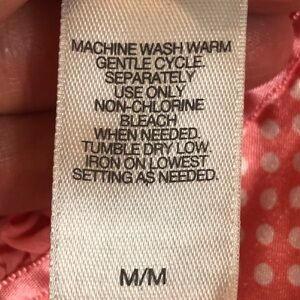 MACHINE WASH WARM
GENTLE CYCLE.
SEPARATELY
USE ONLY
NON-CHLORINE
BLEACH
WHEN NEEDED.
TUMBLE DRY LOW.
IRON ON LOWEST
SETTING AS NEEDED.
M/M